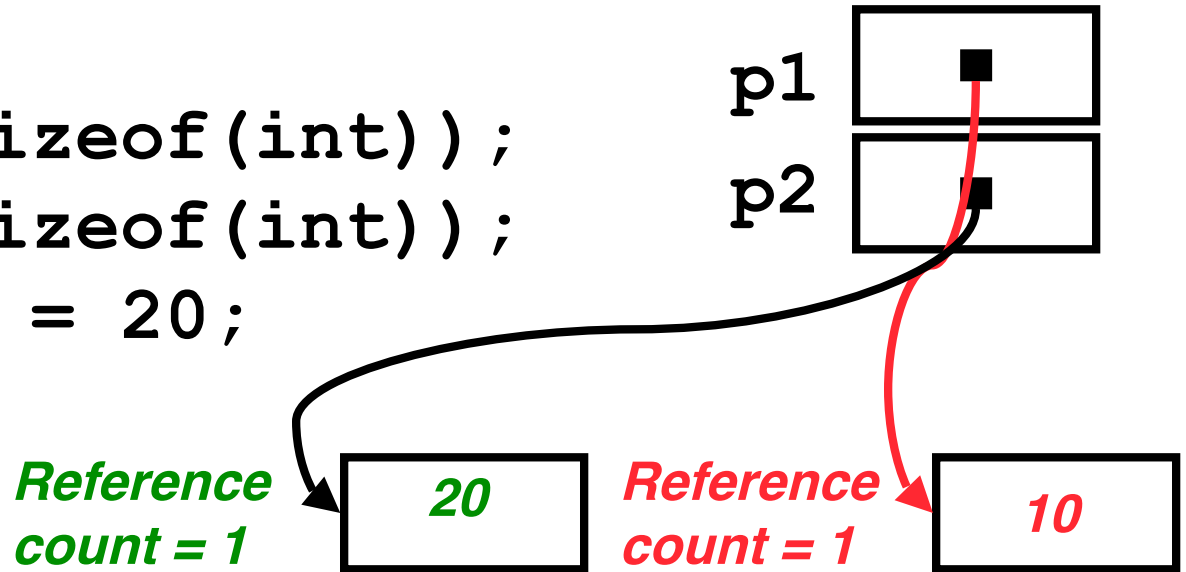 p1
izeof(int));
p2
izeof(int));
= 20;
Reference
count = 1
20
Reference
count = 1
10